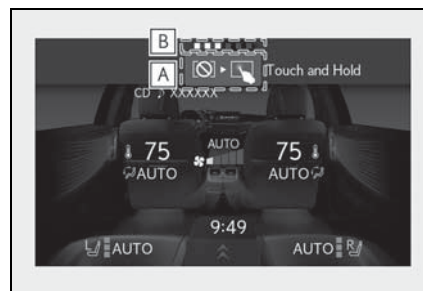 B
A Touch and Hold
CD ♪ XXXXXX
75 AUTO 75
AUTO AUTO
9:49
L AUTO AUTO R